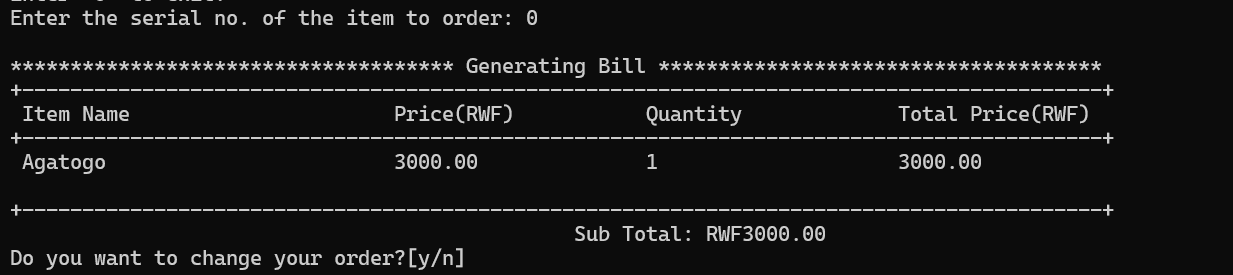 Enter the serial no. of the item to order: 0
************************************* Generating Bill *************************************
+------------------------------------------------------------------------------------------+
Item Name Price(RWF) Quantity Total Price(RWF)
+------------------------------------------------------------------------------------------+
Agatogo 3000.00 1 3000.00
+------------------------------------------------------------------------------------------+
Sub Total: RWF3000.00
Do you want to change your order?[y/n]